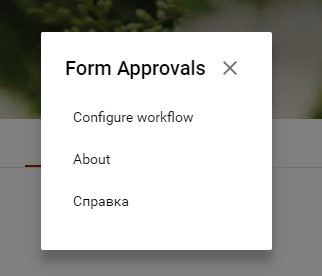 Form Approvals
Configure workflow
About
Справка